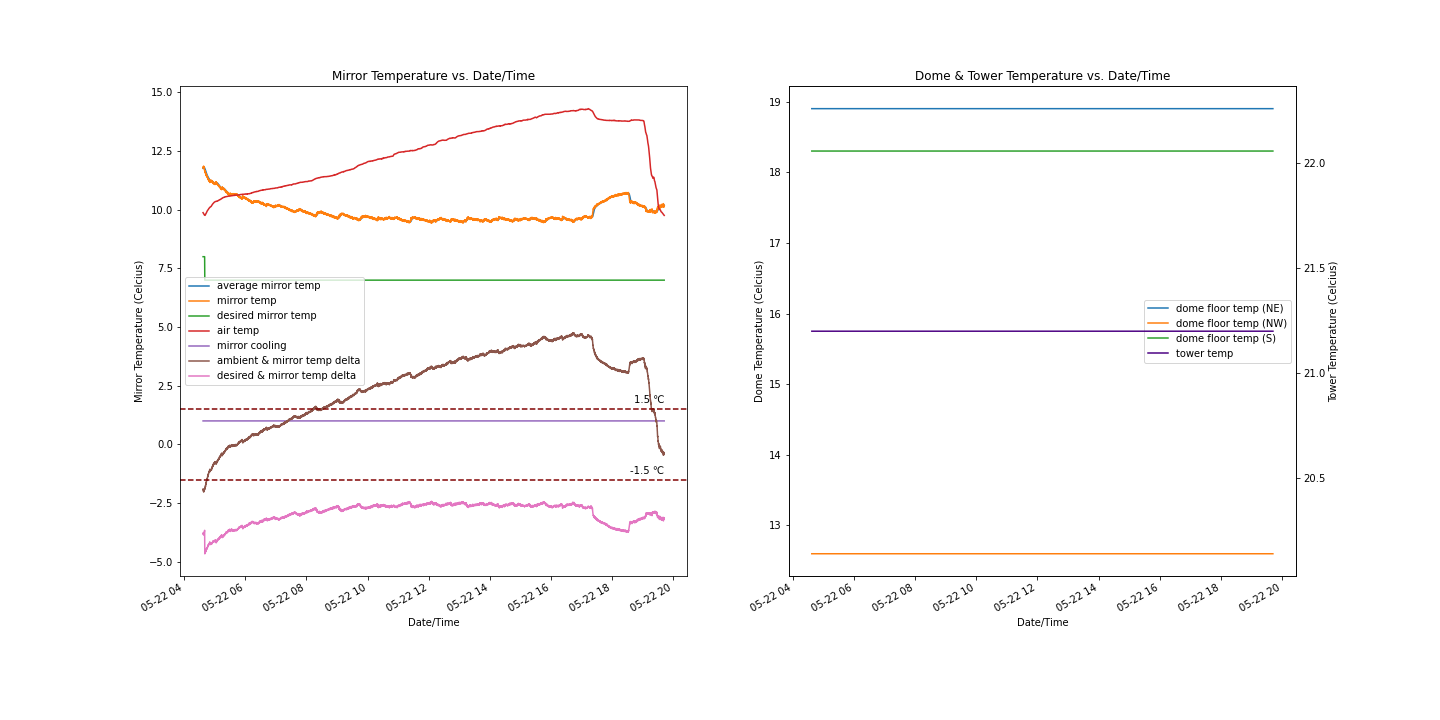 Mirror Temperature vs. Date/Time
Mirror Temperature (Celcius)
15.0
12.5
10.0
7.5
5.0
2.5
0.0
−2.5
−5.0
average mirror temp
mirror temp
desired mirror temp
air temp
mirror cooling
ambient & mirror temp delta
desired & mirror temp delta
1.5 °C
-1.5 °C
05-22 04
05-22 06
05-22 08
05-22 10
05-22 12
05-22 14
05-22 16
05-22 18
05-22 20
Date/Time
Dome & Tower Temperature vs. Date/Time
Dome Temperature (Celcius)
19
18
17
16
15
14
13
dome floor temp (NE)
dome floor temp (NW)
dome floor temp (S)
tower temp
22.0
21.5
21.0
20.5
Tower Temperature (Celcius)
05-22 04
05-22 06
05-22 08
05-22 10
05-22 12
05-22 14
05-22 16
05-22 18
05-22 20
Date/Time